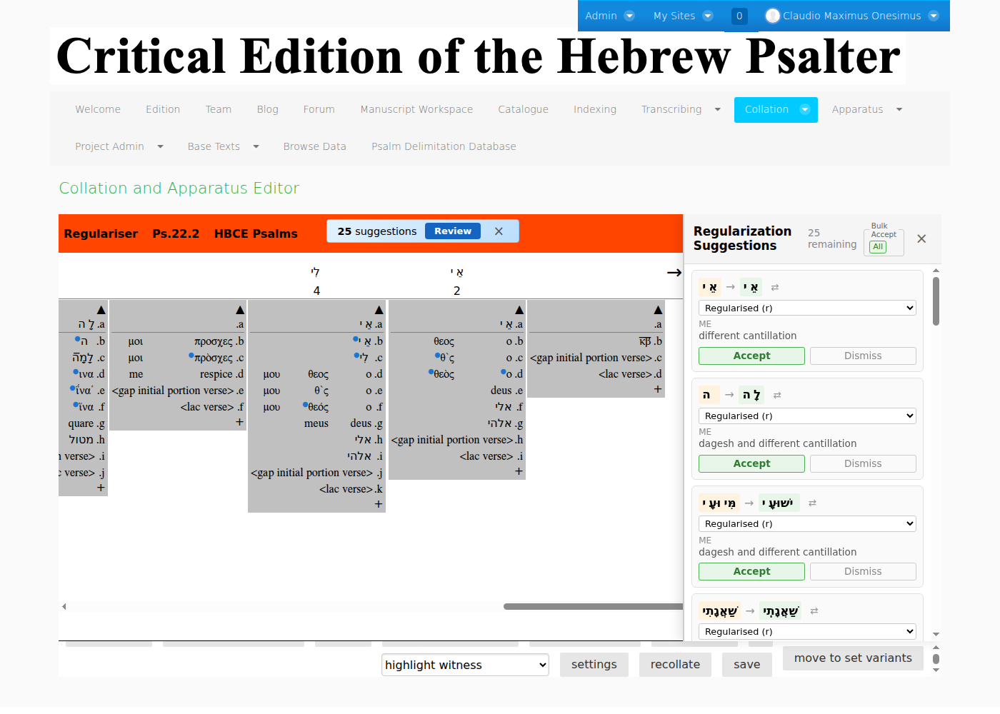 Admin My Sites 0 Claudio Maximus Onesimus
Critical Edition of the Hebrew Psalter
Welcome Edition Team Blog Forum Manuscript Workspace Catalogue Indexing Transcribing Collation Apparatus
Project Admin Base Texts Browse Data Psalm Delimitation Database
Collation and Apparatus Editor
Regulariser Ps.22.2 HBCE Psalms
25 suggestions Review ×
→
אֵ י
2
לִי
4
▲
.a
.b κβ
.c <gap initial portion verse>
.d <lac verse>
+
▲
.a אֵ י
.b ο θεος
.c ο θ`ς
.d ο θεὸς
.e deus
.f אלי
.g אלהי
.h <gap initial portion verse>
.i <lac verse>
+
▲
.a אֵ י
.b אֵ י
.c לִי
.d ο θεος μου
.e ο θ`ς μου
.f ο θεός μου
.g deus meus
.h אלי
.i אלהי
.j <gap initial portion verse>
.k <lac verse>
+
▲
.a
.b προσχες μοι
.c πρὸσχες μοι
.d respice me
.e <gap initial portion verse>
.f <lac verse>
+
▲
.a לָ ה
.b ה
.c לָמָה
.d ινα
.e ἱνα
.f ἵνα
.g quare
.h מטול
.i verse>
.j verse>
+
Regularization Suggestions
25 remaining
Bulk Accept
All
×
אֵ י → אֵ י ⇄
Regularised (r)
ME
different cantillation
Accept Dismiss
ה → לָ ה ⇄
Regularised (r)
ME
dagesh and different cantillation
Accept Dismiss
מִּי וּעָ י → ישׁוּעָ י ⇄
Regularised (r)
ME
dagesh and different cantillation
Accept Dismiss
שַׁאֲגָתִי → שַׁאֲגָתִי ⇄
Regularised (r)
highlight witness settings recollate save move to set variants